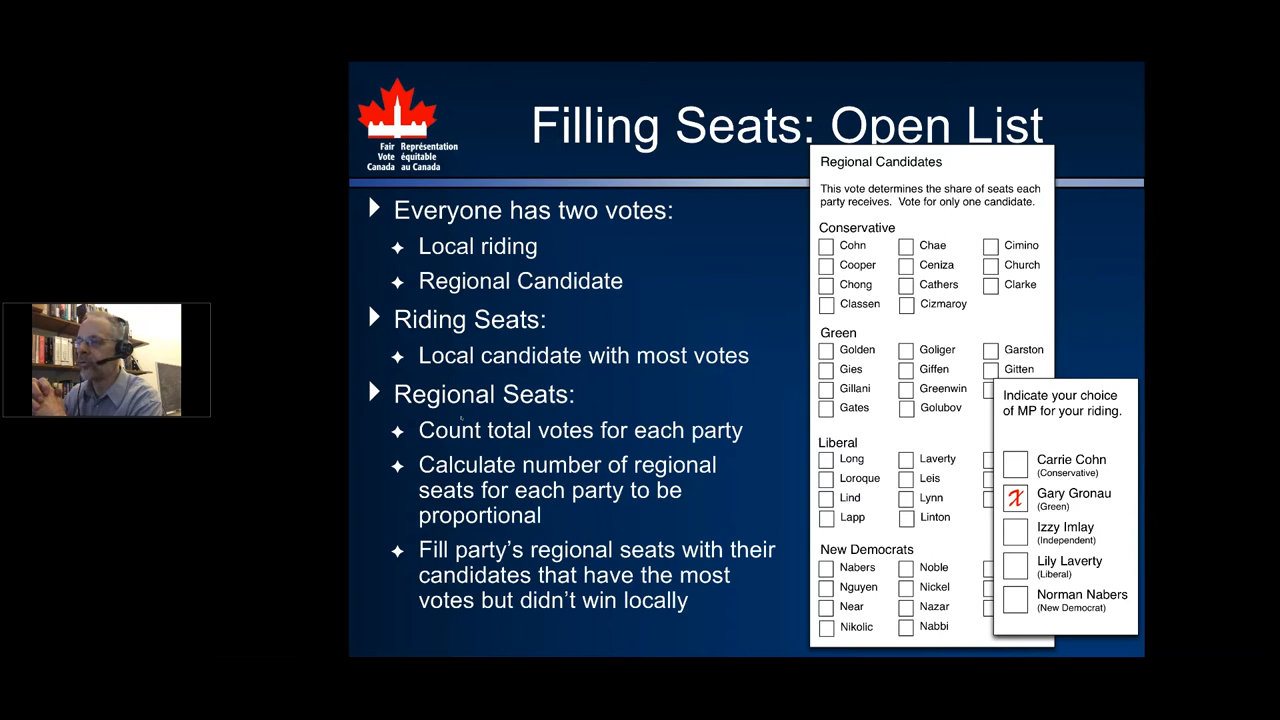 Fair Représentation
Vote équitable
Canada au Canada
Filling Seats: Open List
Everyone has two votes:
Local riding
Regional Candidate
Riding Seats:
Local candidate with most votes
Regional Seats:
Count total votes for each party
Calculate number of regional
seats for each party to be
proportional
Fill party's regional seats with their
candidates that have the most
votes but didn't win locally
Regional Candidates
This vote determines the share of seats each
party receives. Vote for only one candidate.
Conservative
Cohn Chae Cimino
Cooper Ceniza Church
Chong Cathers Clarke
Classen Cizmaroy
Green
Golden Goliger Garston
Gies Giffen Gitten
Gillani Greenwin
Gates Golubov
Liberal
Long Laverty
Loroque Leis
Lind Lynn
Lapp Linton
New Democrats
Nabers Noble
Nguyen Nickel
Near Nazar
Nikolic Nabbi
Indicate your choice
of MP for your riding.
Carrie Cohn
(Conservative)
x Gary Gronau
(Green)
Izzy Imlay
(Independent)
Lily Laverty
(Liberal)
Norman Nabers
(New Democrat)